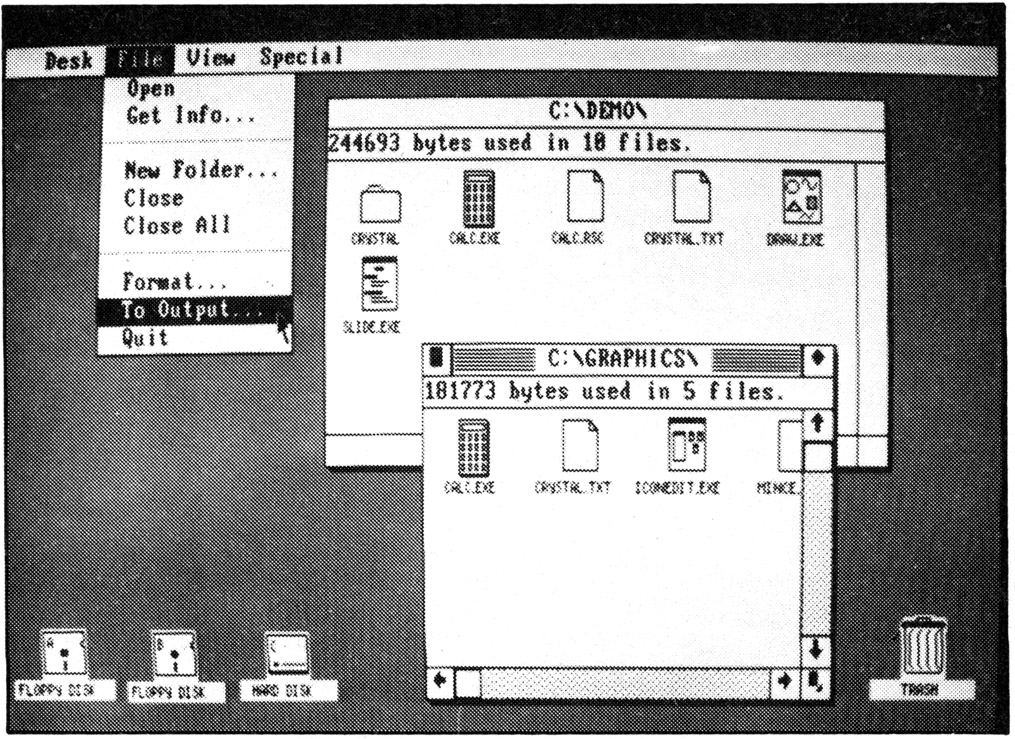 Desk File View Special
Open
Get Info...
New Folder...
Close
Close All
Format...
To Output...
Quit
C:\DEMO\
244693 bytes used in 10 files.
CRYSTAL CALC.EXE CALC.RSC CRYSTAL.TXT DRAW.EXE
SLIDE.EXE
C:\GRAPHICS\
181773 bytes used in 5 files.
CALC.EXE CRYSTAL.TXT ICONEDIT.EXE MINCE.
A B C
FLOPPY DISK FLOPPY DISK HARD DISK TRASH